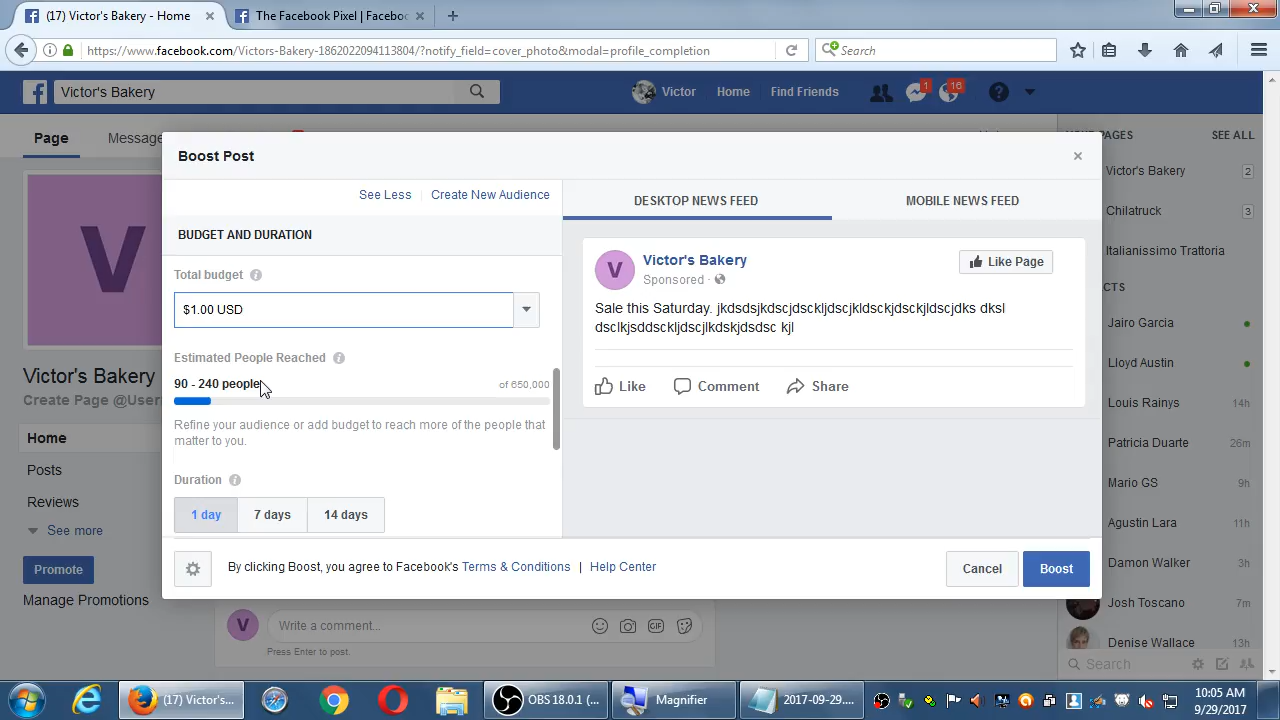 (17) Victor's Bakery - Home
The Facebook Pixel | Faceboo
https://www.facebook.com/Victors-Bakery-1862022094113804/?notify_field=cover_photo&modal=profile_completion
Search
Victor's Bakery
Victor
Home
Find Friends
1
16
Page
Message
PAGES
SEE ALL
Boost Post
See Less
Create New Audience
DESKTOP NEWS FEED
MOBILE NEWS FEED
Victor's Bakery
2
V
BUDGET AND DURATION
Chilatruck
3
Total budget
V
Victor's Bakery
Like Page
Italianissimo Trattoria
Sponsored ·
$1.00 USD
Sale this Saturday. jkdsdsjkdscjdsckljdscjkldsckjdsckjldscjdks dksl
dsclkjsddsckljdscjlkdskjdsdsc kjl
Jairo Garcia
Estimated People Reached
Lloyd Austin
Victor's Bakery
90 - 240 people
of 650,000
Like
Comment
Share
Create Page @User
Louis Rainys
14h
Refine your audience or add budget to reach more of the people that
matter to you.
Home
Patricia Duarte
26m
Posts
Duration
Mario GS
9h
Reviews
1 day
7 days
14 days
Agustin Lara
11h
See more
Promote
By clicking Boost, you agree to Facebook's Terms & Conditions | Help Center
Cancel
Boost
Damon Walker
3h
Manage Promotions
Josh Toscano
7m
V
Write a comment...
GIF
Denise Wallace
13h
Press Enter to post.
Search
(17) Victor's...
OBS 18.0.1 (...
Magnifier
2017-09-29....
10:05 AM
9/29/2017